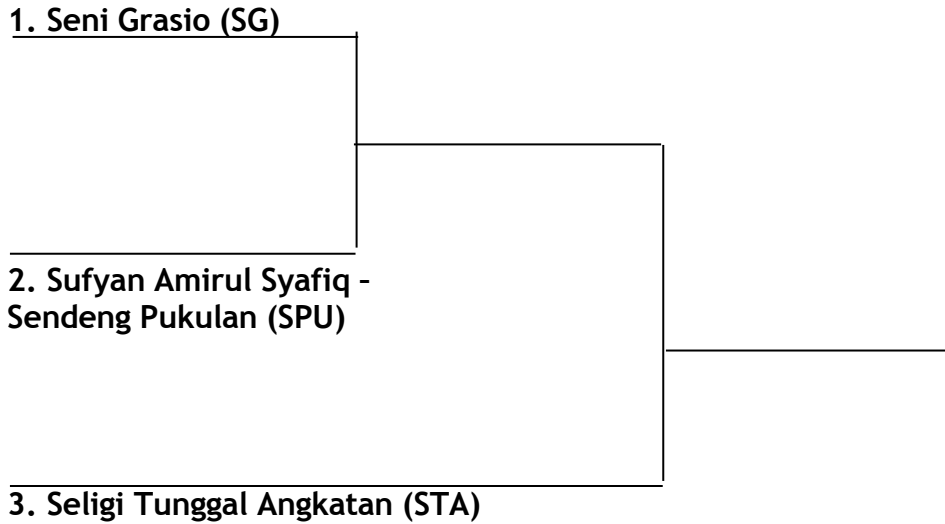 1. Seni Grasio (SG)
2. Sufyan Amirul Syafiq –
Sendeng Pukulan (SPU)
3. Seligi Tunggal Angkatan (STA)